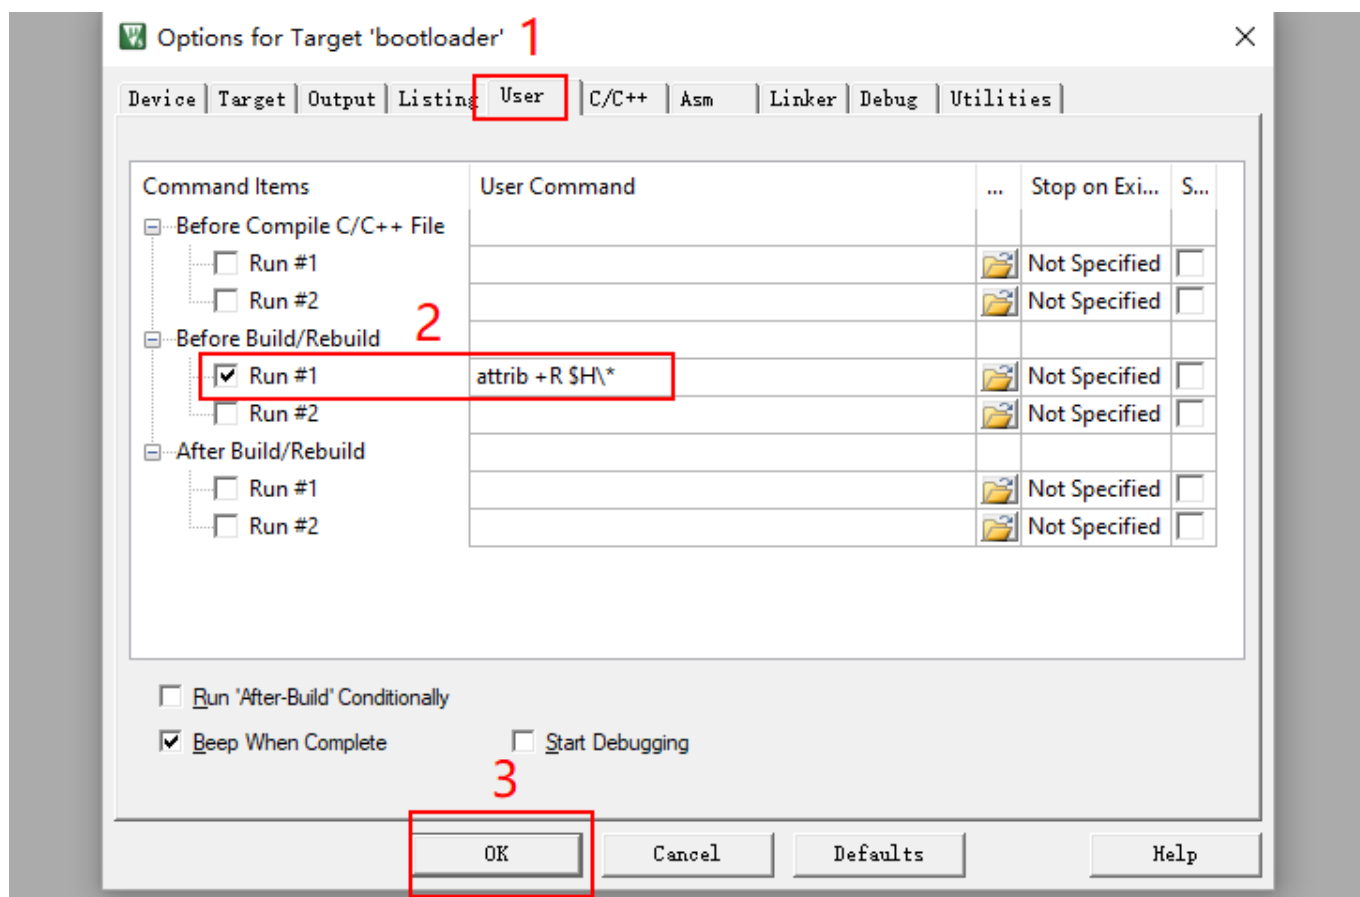 Options for Target 'bootloader' 1
Device Target Output Listing User C/C++ Asm Linker Debug Utilities
Command Items User Command ... Stop on Exi... S...
Before Compile C/C++ File
Run #1 Not Specified
Run #2 Not Specified
Before Build/Rebuild 2
Run #1 attrib +R $H\* Not Specified
Run #2 Not Specified
After Build/Rebuild
Run #1 Not Specified
Run #2 Not Specified
Run 'After-Build' Conditionally
Beep When Complete Start Debugging
3
OK Cancel Defaults Help